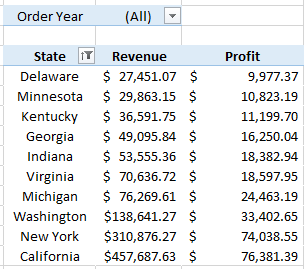 Order Year (All)
State Revenue Profit
Delaware $ 27,451.07 $ 9,977.37
Minnesota $ 29,863.15 $ 10,823.19
Kentucky $ 36,591.75 $ 11,199.70
Georgia $ 49,095.84 $ 16,250.04
Indiana $ 53,555.36 $ 18,382.94
Virginia $ 70,636.72 $ 18,597.95
Michigan $ 76,269.61 $ 24,463.19
Washington $138,641.27 $ 33,402.65
New York $310,876.27 $ 74,038.55
California $457,687.63 $ 76,381.39